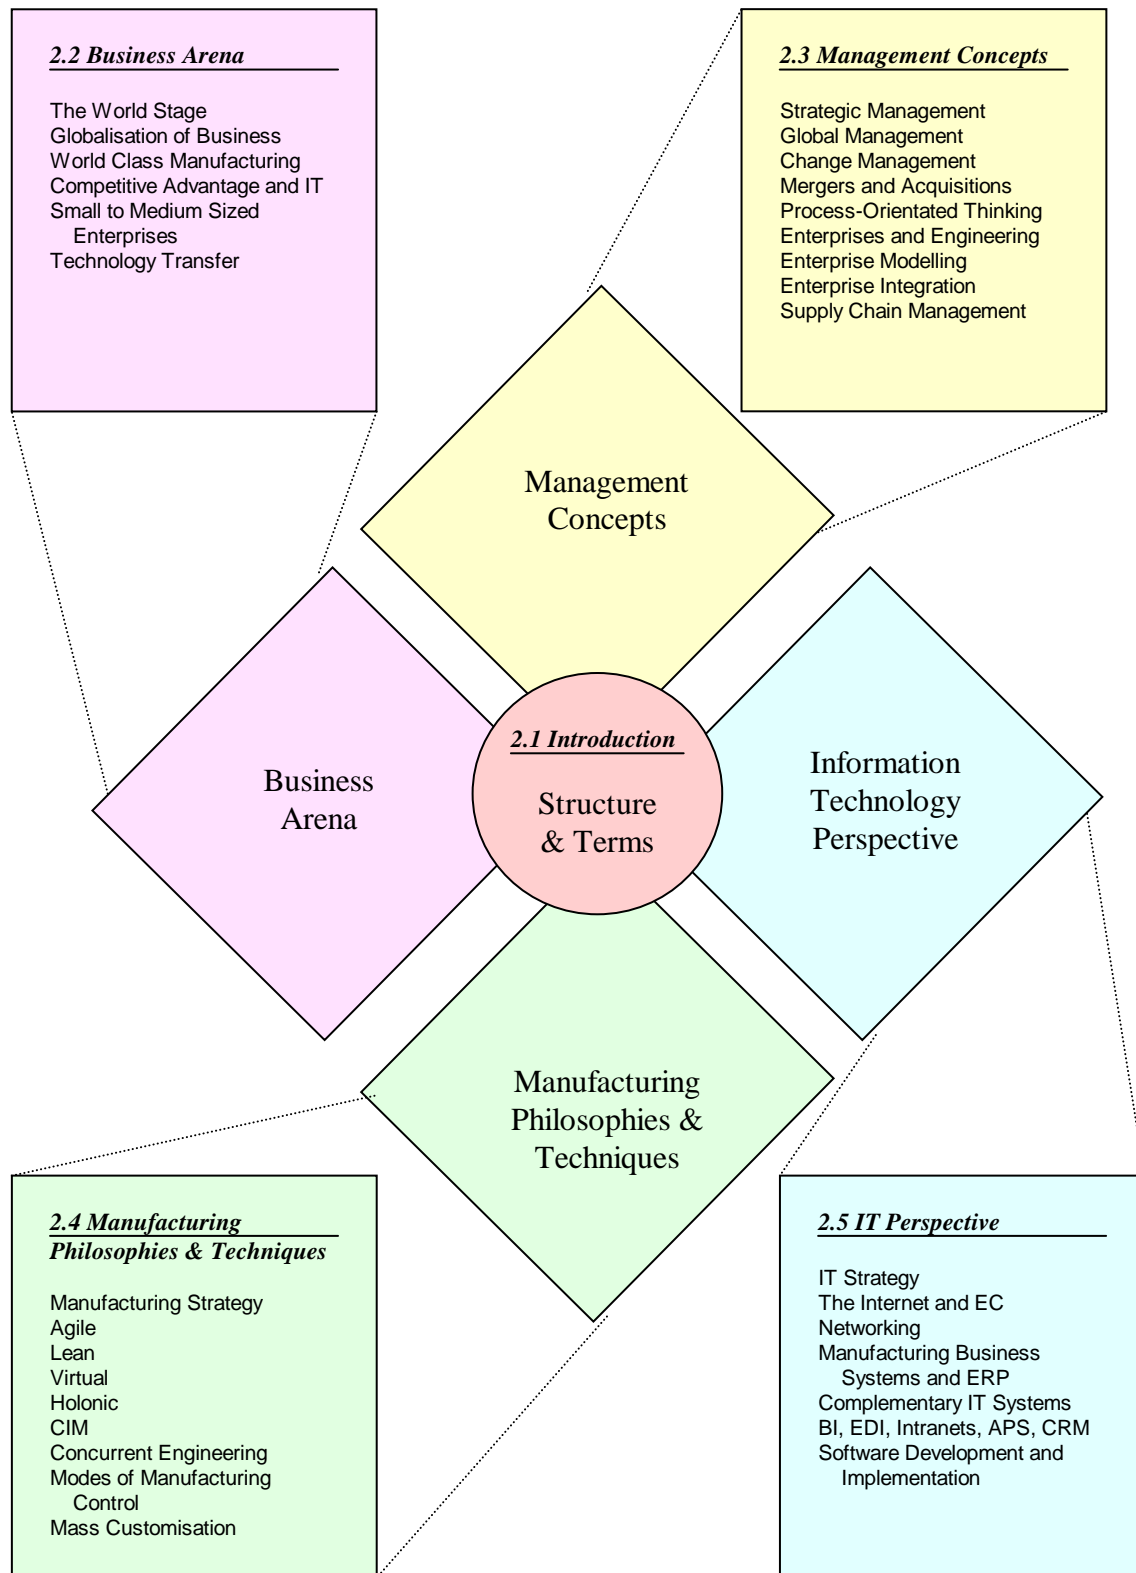 2.2 Business Arena
The World Stage
Globalisation of Business
World Class Manufacturing
Competitive Advantage and IT
Small to Medium Sized
Enterprises
Technology Transfer
2.3 Management Concepts
Strategic Management
Global Management
Change Management
Mergers and Acquisitions
Process-Orientated Thinking
Enterprises and Engineering
Enterprise Modelling
Enterprise Integration
Supply Chain Management
Management
Concepts
Business
Arena
2.1 Introduction
Structure
& Terms
Information
Technology
Perspective
Manufacturing
Philosophies &
Techniques
2.4 Manufacturing
Philosophies & Techniques
Manufacturing Strategy
Agile
Lean
Virtual
Holonic
CIM
Concurrent Engineering
Modes of Manufacturing
Control
Mass Customisation
2.5 IT Perspective
IT Strategy
The Internet and EC
Networking
Manufacturing Business
Systems and ERP
Complementary IT Systems
BI, EDI, Intranets, APS, CRM
Software Development and
Implementation